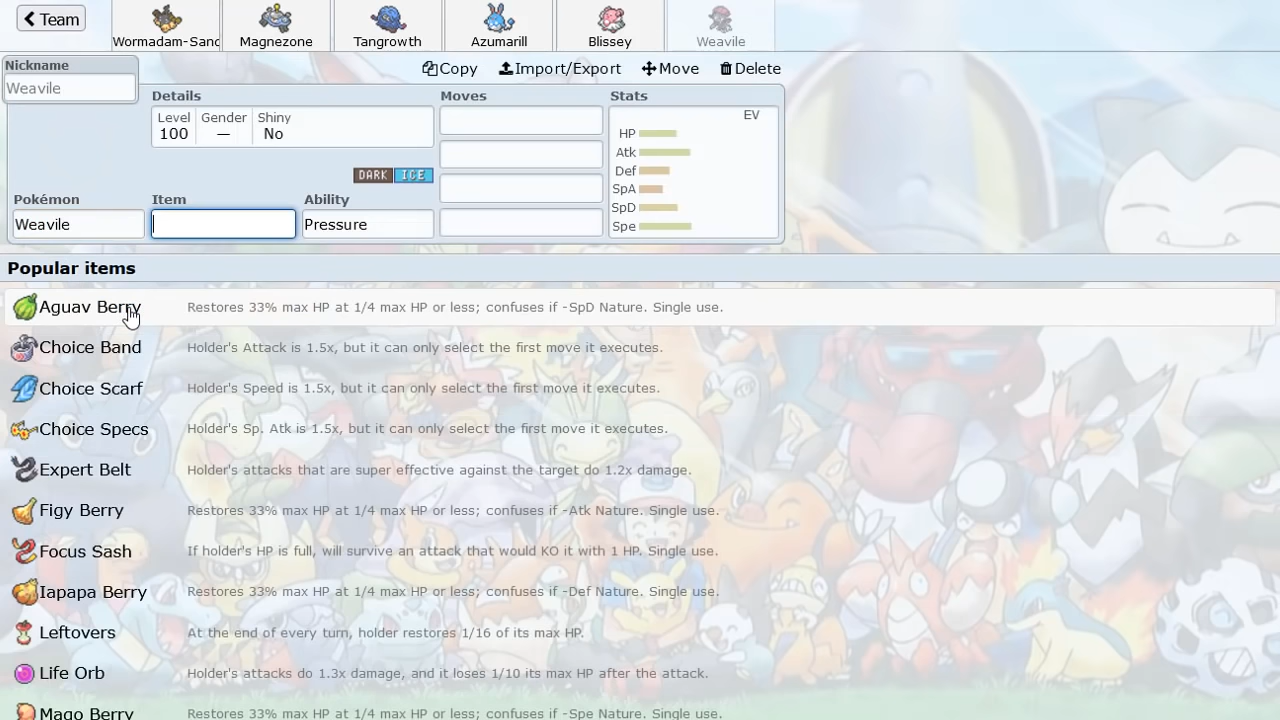 Team
Wormadam-Sand
Magnezone
Tangrowth
Azumarill
Blissey
Weavile
Nickname
Weavile
Copy
Import/Export
Move
Delete
Details
Level
100
Gender
—
Shiny
No
DARK
ICE
Pokémon
Weavile
Item
Ability
Pressure
Moves
Stats
EV
HP
Atk
Def
SpA
SpD
Spe
Popular items
Aguav Berry Restores 33% max HP at 1/4 max HP or less; confuses if -SpD Nature. Single use.
Choice Band Holder's Attack is 1.5x, but it can only select the first move it executes.
Choice Scarf Holder's Speed is 1.5x, but it can only select the first move it executes.
Choice Specs Holder's Sp. Atk is 1.5x, but it can only select the first move it executes.
Expert Belt Holder's attacks that are super effective against the target do 1.2x damage.
Figy Berry Restores 33% max HP at 1/4 max HP or less; confuses if -Atk Nature. Single use.
Focus Sash If holder's HP is full, will survive an attack that would KO it with 1 HP. Single use.
Iapapa Berry Restores 33% max HP at 1/4 max HP or less; confuses if -Def Nature. Single use.
Leftovers At the end of every turn, holder restores 1/16 of its max HP.
Life Orb Holder's attacks do 1.3x damage, and it loses 1/10 its max HP after the attack.
Mago Berry Restores 33% max HP at 1/4 max HP or less; confuses if -Spe Nature. Single use.